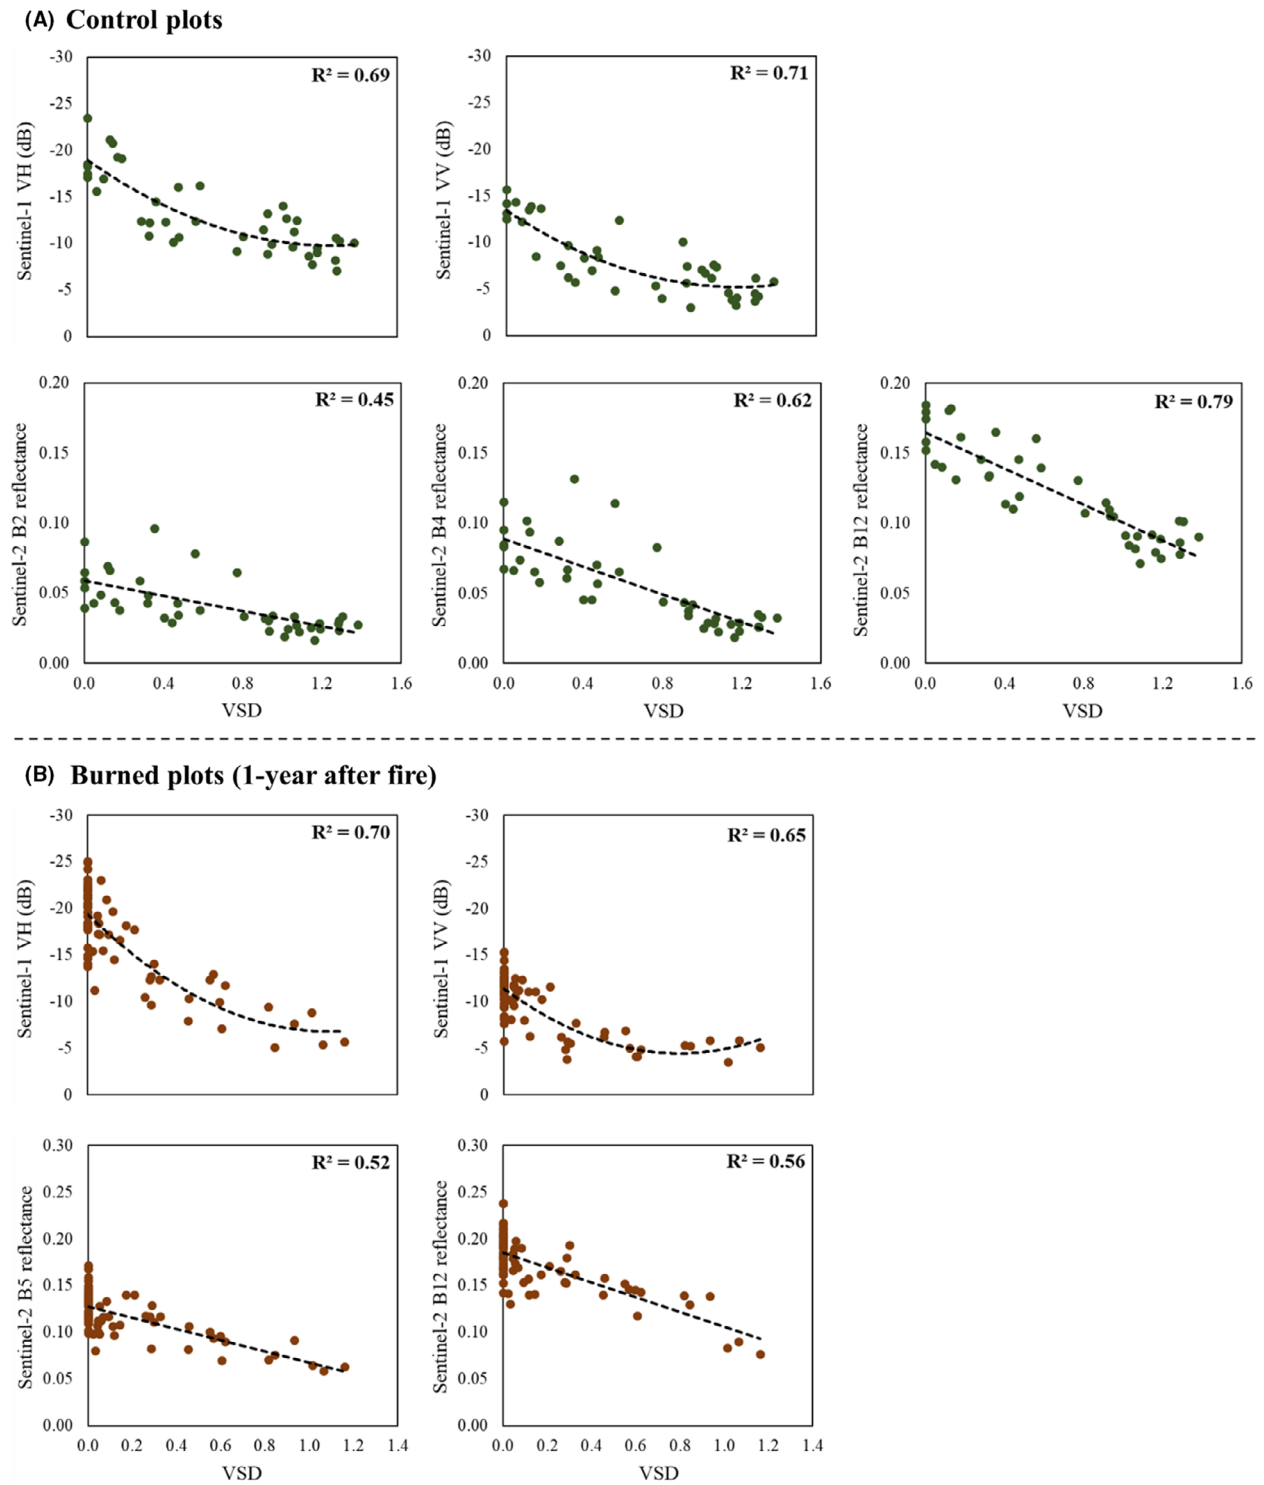 (A) Control plots
-30
-25
-20
-15
-10
-5
0
Sentinel-1 VH (dB)
R² = 0.69
-30
-25
-20
-15
-10
-5
0
Sentinel-1 VV (dB)
R² = 0.71
0.20
0.15
0.10
0.05
0.00
Sentinel-2 B2 reflectance
R² = 0.45
0.0 0.4 0.8 1.2 1.6
VSD
0.20
0.15
0.10
0.05
0.00
Sentinel-2 B4 reflectance
R² = 0.62
0.0 0.4 0.8 1.2 1.6
VSD
0.20
0.15
0.10
0.05
0.00
Sentinel-2 B12 reflectance
R² = 0.79
0.0 0.4 0.8 1.2 1.6
VSD
(B) Burned plots (1-year after fire)
-30
-25
-20
-15
-10
-5
0
Sentinel-1 VH (dB)
R² = 0.70
-30
-25
-20
-15
-10
-5
0
Sentinel-1 VV (dB)
R² = 0.65
0.30
0.25
0.20
0.15
0.10
0.05
0.00
Sentinel-2 B5 reflectance
R² = 0.52
0.0 0.2 0.4 0.6 0.8 1.0 1.2 1.4
VSD
0.30
0.25
0.20
0.15
0.10
0.05
0.00
Sentinel-2 B12 reflectance
R² = 0.56
0.0 0.2 0.4 0.6 0.8 1.0 1.2 1.4
VSD